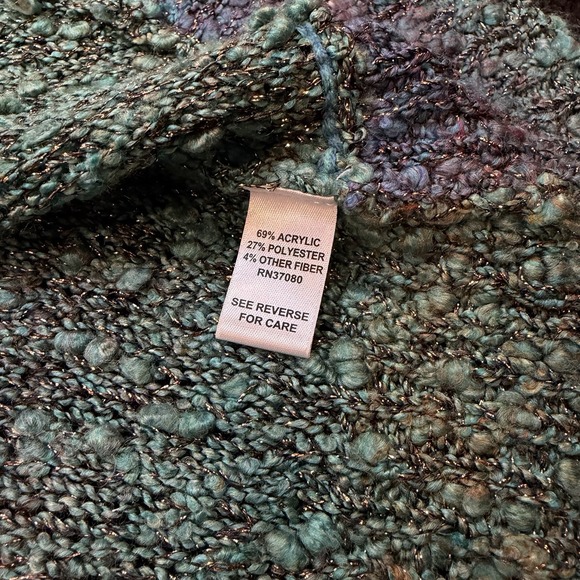 69% ACRYLIC
27% POLYESTER
4% OTHER FIBER
RN37080
SEE REVERSE
FOR CARE